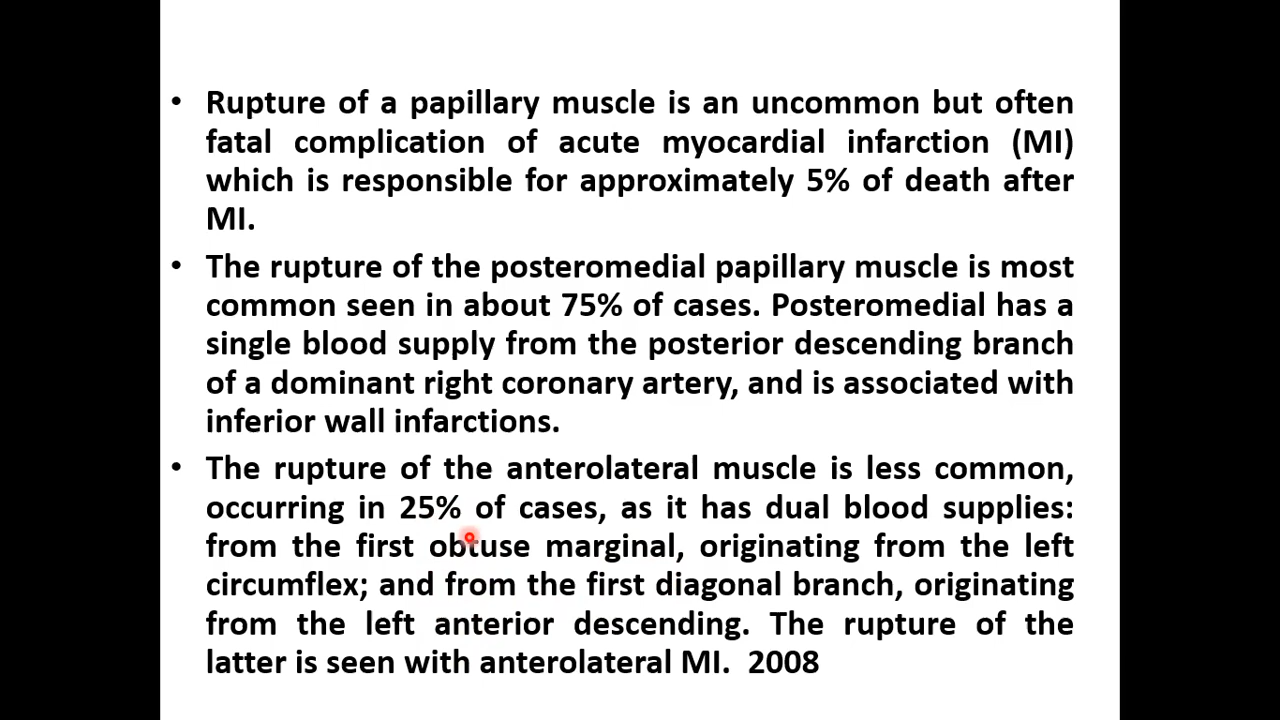 • Rupture of a papillary muscle is an uncommon but often
fatal complication of acute myocardial infarction (MI)
which is responsible for approximately 5% of death after
MI.
• The rupture of the posteromedial papillary muscle is most
common seen in about 75% of cases. Posteromedial has a
single blood supply from the posterior descending branch
of a dominant right coronary artery, and is associated with
inferior wall infarctions.
• The rupture of the anterolateral muscle is less common,
occurring in 25% of cases, as it has dual blood supplies:
from the first obtuse marginal, originating from the left
circumflex; and from the first diagonal branch, originating
from the left anterior descending. The rupture of the
latter is seen with anterolateral MI. 2008